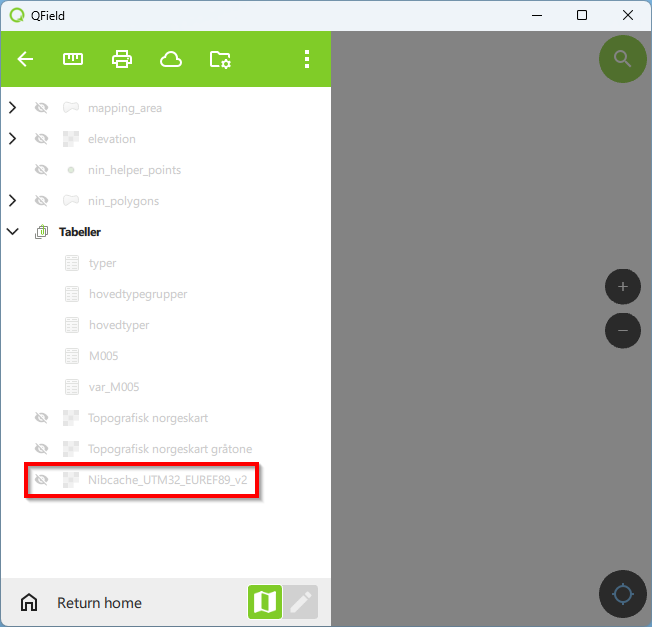 QField
mapping_area
elevation
nin_helper_points
nin_polygons
Tabeller
typer
hovedtypegrupper
hovedtyper
M005
var_M005
Topografisk norgeskart
Topografisk norgeskart gråtone
Nibcache_UTM32_EUREF89_v2
Return home